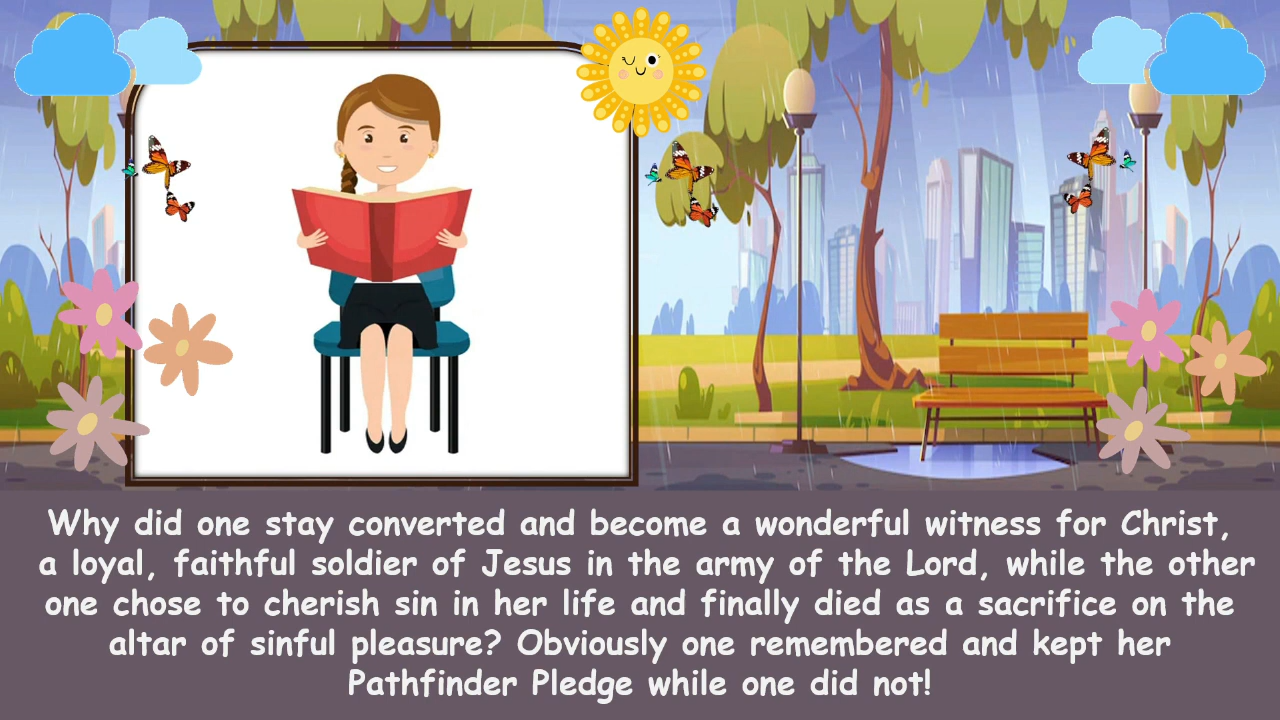 Why did one stay converted and become a wonderful witness for Christ,
a loyal, faithful soldier of Jesus in the army of the Lord, while the other
one chose to cherish sin in her life and finally died as a sacrifice on the
altar of sinful pleasure? Obviously one remembered and kept her
Pathfinder Pledge while one did not!